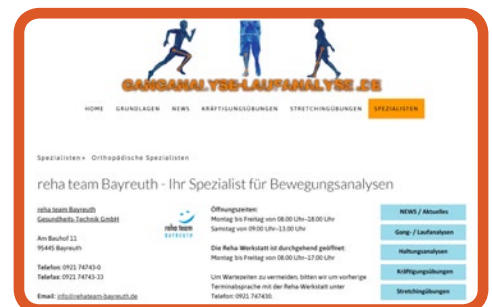 GANGANALYSE-LAUFANALYSE.DE
HOME GRUNDLAGEN NEWS KRÄFTIGUNGSÜBUNGEN STRETCHINGÜBUNGEN SPEZIALISTEN
Spezialisten » Orthopädische Spezialisten
reha team Bayreuth - Ihr Spezialist für Bewegungsanalysen
reha team Bayreuth
Gesundheits-Technik GmbH
Am Bauhof 11
95445 Bayreuth
Telefon: 0921 74743-0
Telefax: 0921 74743-33
Email: info@rehateam-bayreuth.de
reha team
BAYREUTH
Öffnungszeiten:
Montag bis Freitag von 08:00 Uhr–18:00 Uhr
Samstag von 09:00 Uhr–13:00 Uhr
Die Reha-Werkstatt ist durchgehend geöffnet:
Montag bis Freitag von 08:00 Uhr–17:00 Uhr
Um Wartezeiten zu vermeiden, bitten wir um vorherige
Terminabsprache mit der Reha-Werkstatt unter
Telefon: 0921 747430.
NEWS / Aktuelles
Gang- / Laufanalysen
Haltungsanalysen
Kräftigungsübungen
Stretchingübungen